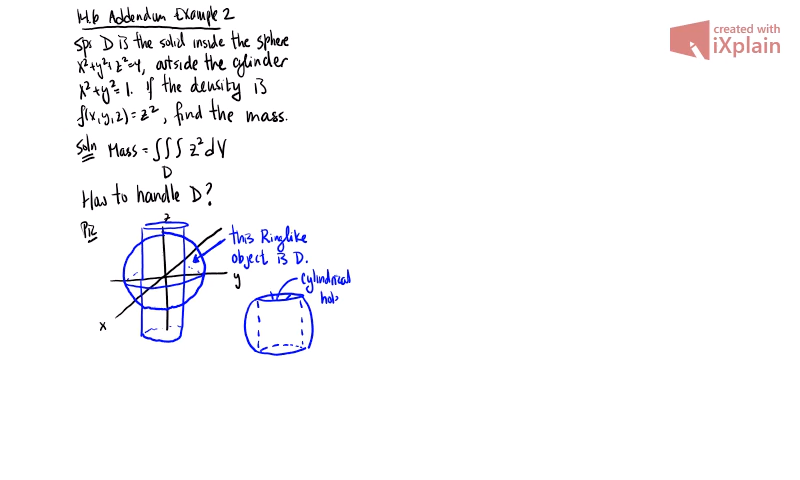 14.6 Addendum Example 2
Sps D is the solid inside the sphere
x²+y²+z²=4, outside the cylinder
x²+y²=1. If the density is
f(x,y,z)=z², find the mass.
Soln Mass = ∭ z² dV
D
How to handle D?
Pic
z
y
x
this Ringlike
object is D.
cylindrical
hole
created with
iXplain